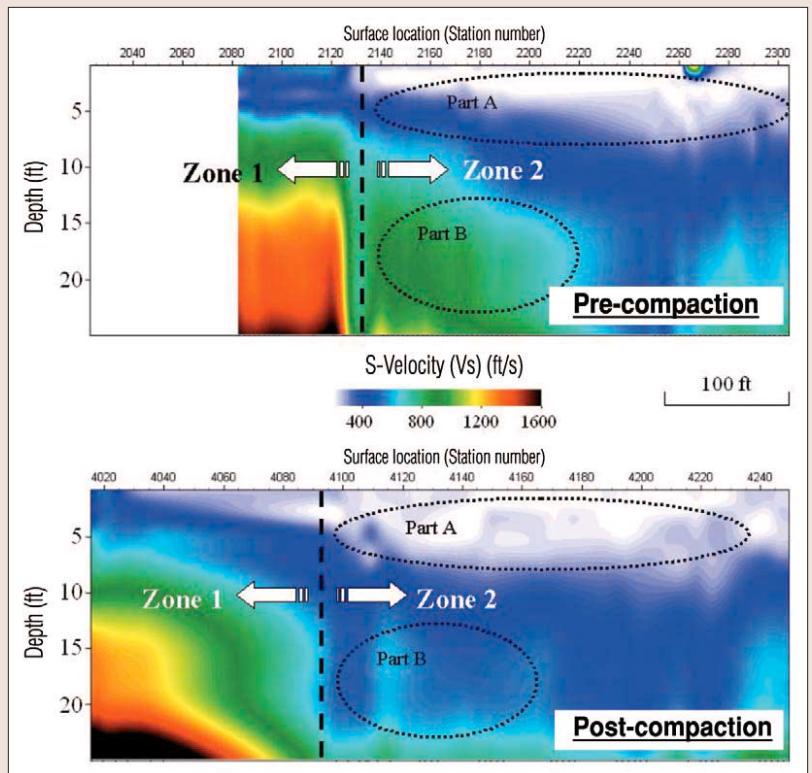 Surface location (Station number)
2040 2060 2080 2100 2120 2140 2160 2180 2200 2220 2240 2260 2280 2300
Depth (ft)
5
10
15
20
Part A
Zone 1
Zone 2
Part B
Pre-compaction
S-Velocity (Vs) (ft/s)
400 800 1200 1600
100 ft
Surface location (Station number)
4020 4040 4060 4080 4100 4120 4140 4160 4180 4200 4220 4240
Depth (ft)
5
10
15
20
Part A
Zone 1
Zone 2
Part B
Post-compaction